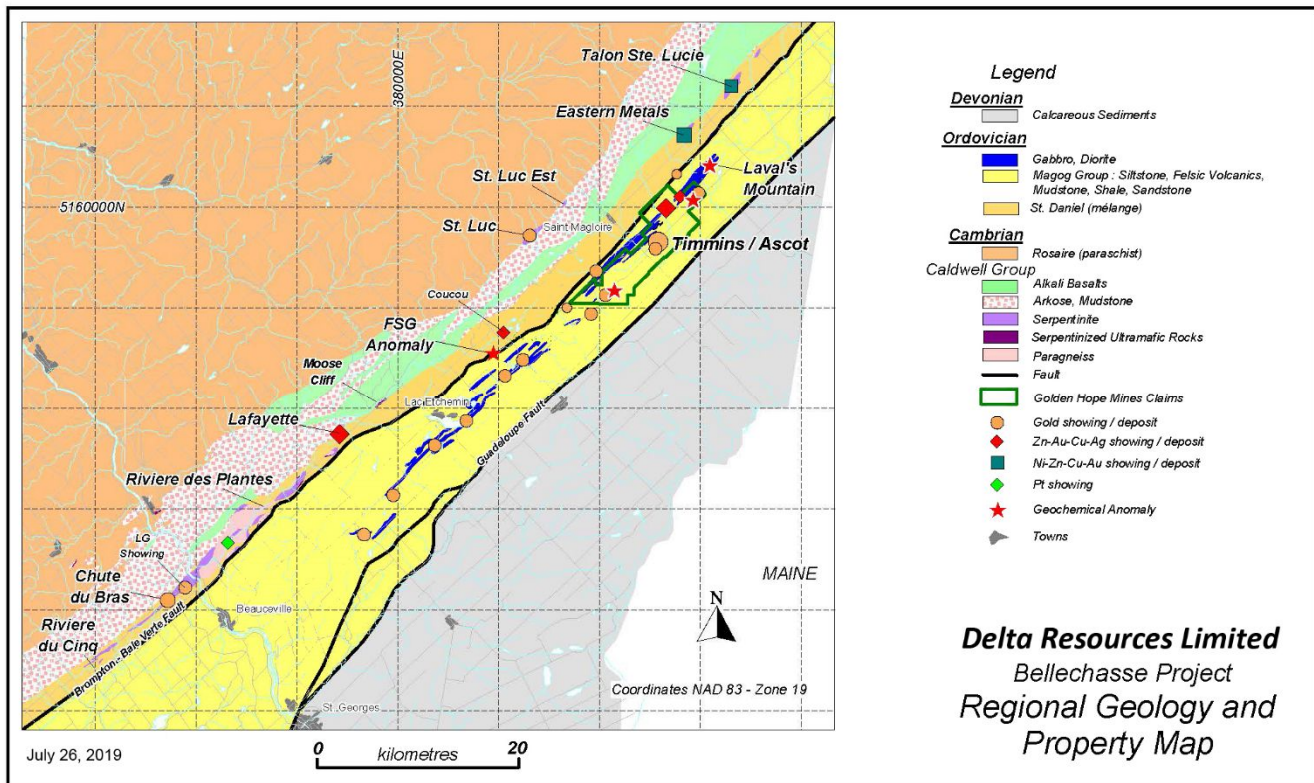 Talon Ste. Lucie
380000E
Eastern Metals
Laval's
Mountain
St. Luc Est
5160000N
St. Luc
Saint Magloire
Timmins / Ascot
Coucou
FSG
Anomaly
Moose
Cliff
Lac Etchemin
Lafayette
Guadeloupe Fault
Riviere des Plantes
LG
Showing
MAINE
Chute
du Bras
N
Beauceville
Riviere
du Cinq
Brompton - Baie Verte Fault
Coordinates NAD 83 - Zone 19
St. Georges
July 26, 2019
0 20
kilometres
Legend
Devonian
Calcareous Sediments
Ordovician
Gabbro, Diorite
Magog Group : Siltstone, Felsic Volcanics,
Mudstone, Shale, Sandstone
St. Daniel (mélange)
Cambrian
Rosaire (paraschist)
Caldwell Group
Alkali Basalts
Arkose, Mudstone
Serpentinite
Serpentinized Ultramafic Rocks
Paragneiss
Fault
Golden Hope Mines Claims
Gold showing / deposit
Zn-Au-Cu-Ag showing / deposit
Ni-Zn-Cu-Au showing / deposit
Pt showing
Geochemical Anomaly
Towns
Delta Resources Limited
Bellechasse Project
Regional Geology and
Property Map